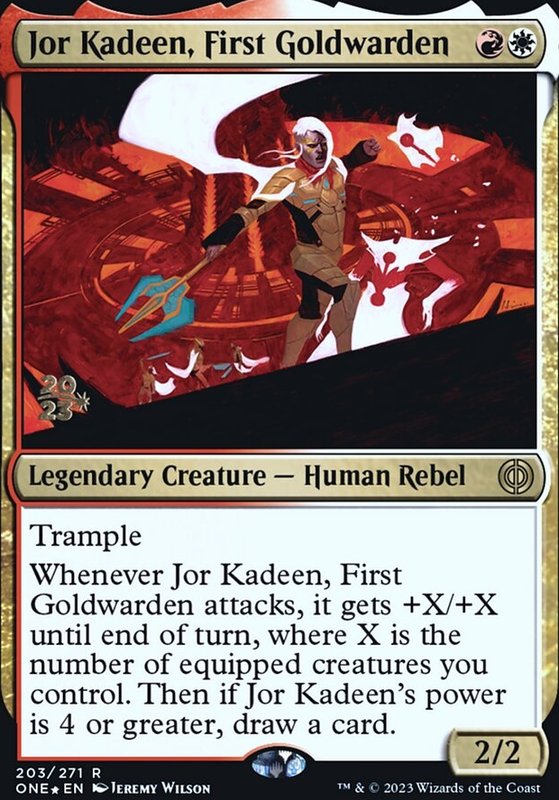 Jor Kadeen, First Goldwarden
20
23
Legendary Creature — Human Rebel
Trample
Whenever Jor Kadeen, First
Goldwarden attacks, it gets +X/+X
until end of turn, where X is the
number of equipped creatures you
control. Then if Jor Kadeen's power
is 4 or greater, draw a card.
2/2
203/271 R
ONE★EN Jeremy Wilson
™ & © 2023 Wizards of the Coast